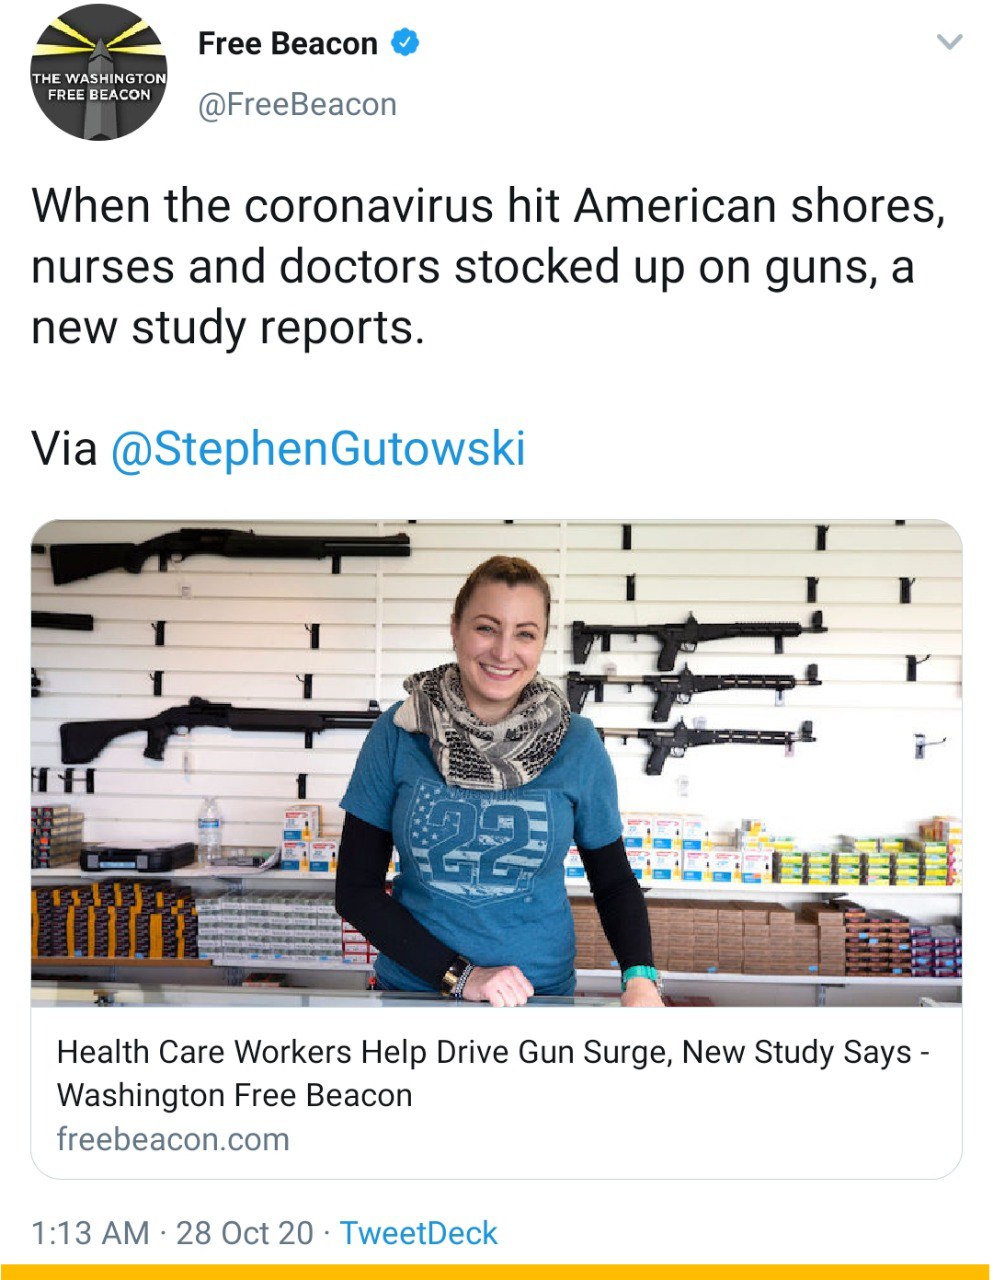 THE WASHINGTON
FREE BEACON
Free Beacon
@FreeBeacon
When the coronavirus hit American shores,
nurses and doctors stocked up on guns, a
new study reports.
Via @StephenGutowski
22
Health Care Workers Help Drive Gun Surge, New Study Says -
Washington Free Beacon
freebeacon.com
1:13 AM · 28 Oct 20 · TweetDeck